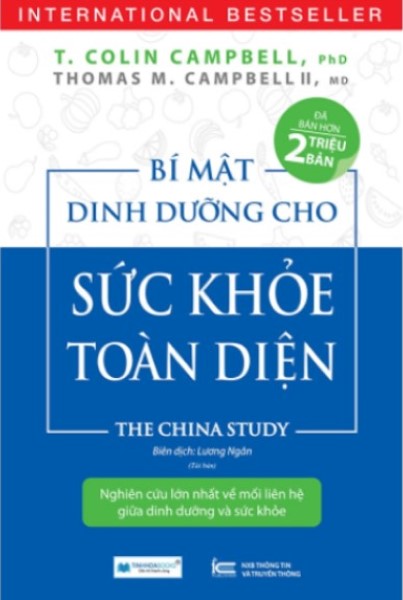 INTERNATIONAL BESTSELLER
T. COLIN CAMPBELL, PhD
THOMAS M. CAMPBELL II, MD
ĐÃ
BÁN HƠN
2 TRIỆU
BẢN
BÍ MẬT
DINH DƯỠNG CHO
SỨC KHỎE
TOÀN DIỆN
THE CHINA STUDY
Biên dịch: Lương Ngân
(Tái bản)
Nghiên cứu lớn nhất về mối liên hệ
giữa dinh dưỡng và sức khỏe
NXB THÔNG TIN
VÀ TRUYỀN THÔNG